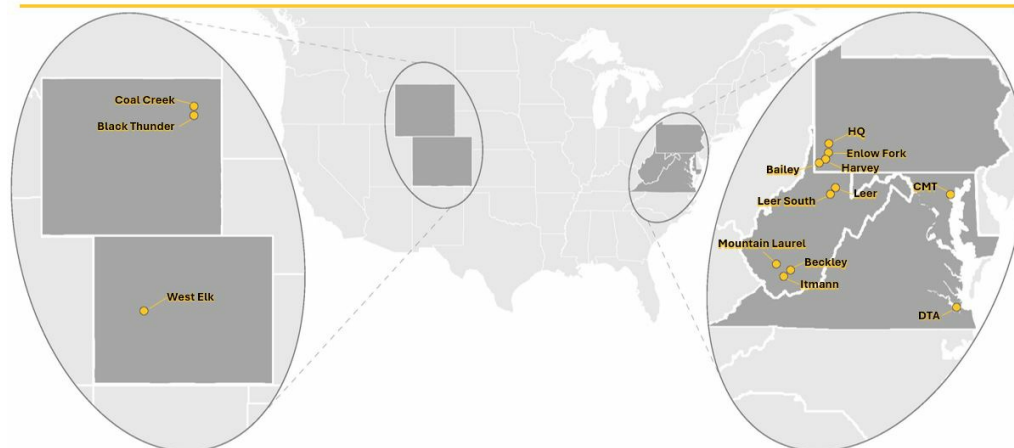 Coal Creek
Black Thunder
West Elk
HQ
Enlow Fork
Harvey
Bailey
Leer
Leer South
CMT
Mountain Laurel
Beckley
Itmann
DTA